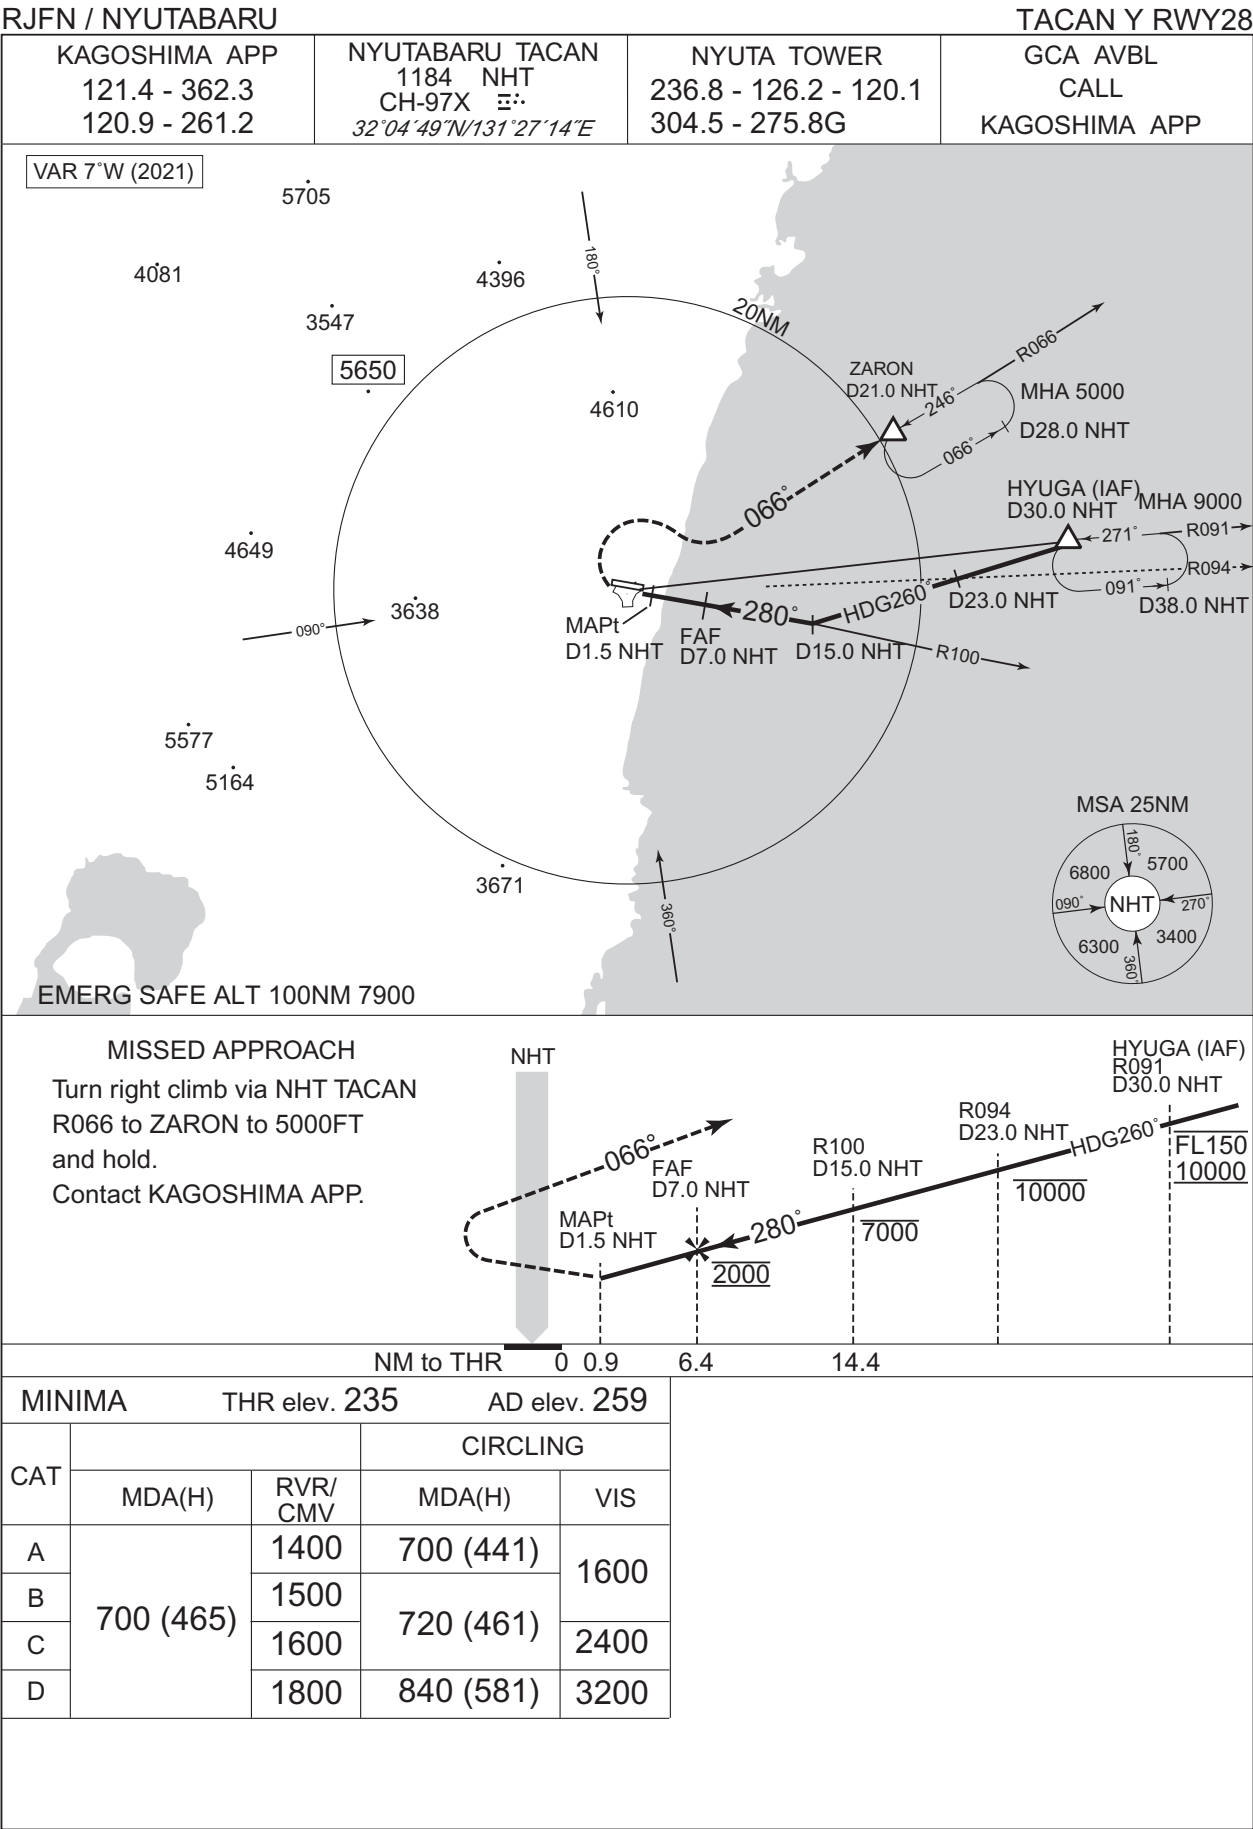 RJFN / NYUTABARU
TACAN Y RWY28
KAGOSHIMA APP
121.4 - 362.3
120.9 - 261.2
NYUTABARU TACAN
1184 NHT
CH-97X
32°04´49˝N/131°27´14˝E
NYUTA TOWER
236.8 - 126.2 - 120.1
304.5 - 275.8G
GCA AVBL
CALL
KAGOSHIMA APP
VAR 7˚W (2021)
5705
4081
4396
3547
5650
4610
180˚
20NM
R066
ZARON
D21.0 NHT
246˚
MHA 5000
D28.0 NHT
066˚
066˚
HYUGA (IAF)
D30.0 NHT
MHA 9000
271˚
R091
R094
091˚
D38.0 NHT
D23.0 NHT
HDG260˚
4649
3638
090˚
280˚
MAPt
D1.5 NHT
FAF
D7.0 NHT
D15.0 NHT
R100
5577
5164
3671
360˚
MSA 25NM
180˚
6800
5700
090˚
NHT
270˚
6300
3400
360˚
EMERG SAFE ALT 100NM 7900
MISSED APPROACH
Turn right climb via NHT TACAN
R066 to ZARON to 5000FT
and hold.
Contact KAGOSHIMA APP.
NHT
066°
MAPt
D1.5 NHT
FAF
D7.0 NHT
2000
280˚
R100
D15.0 NHT
7000
R094
D23.0 NHT
10000
HDG260˚
HYUGA (IAF)
R091
D30.0 NHT
FL150
10000
NM to THR 0 0.9 6.4 14.4
MINIMA THR elev. 235 AD elev. 259
CAT
CIRCLING
MDA(H) RVR/
CMV
MDA(H) VIS
A 1400 700 (441)
1600
B 1500
700 (465)
720 (461)
C 1600 2400
D 1800 840 (581) 3200